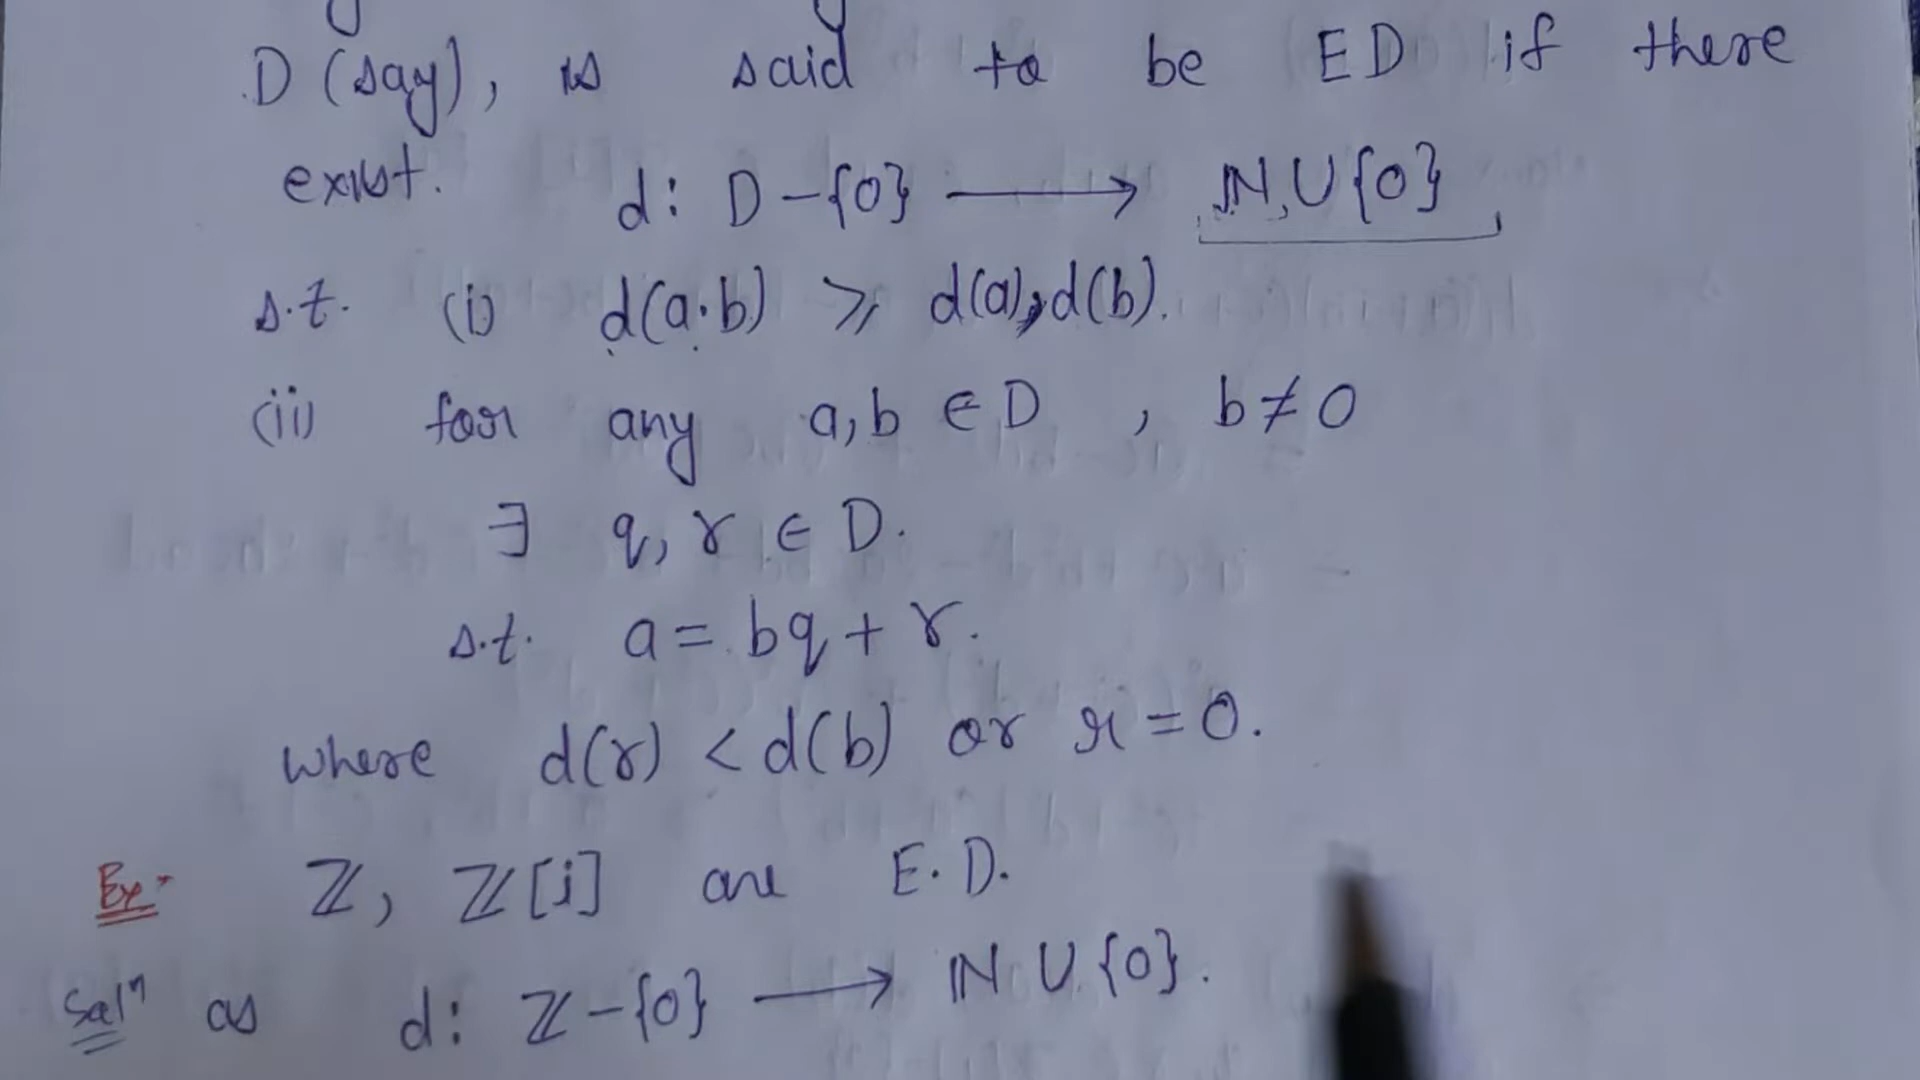 D (say), is said to be ED if there
exist. d: D-{0} ⟶ ℕ U {0}
s.t. (i) d(a·b) ⩾ d(a), d(b).
(ii) for any a, b ∈ D , b ≠ 0
∃ q, r ∈ D.
s.t. a = bq + r.
where d(r) < d(b) or r = 0.
Ex:- ℤ, ℤ[i] are E.D.
Solⁿ as d: ℤ-{0} ⟶ ℕ U {0}.